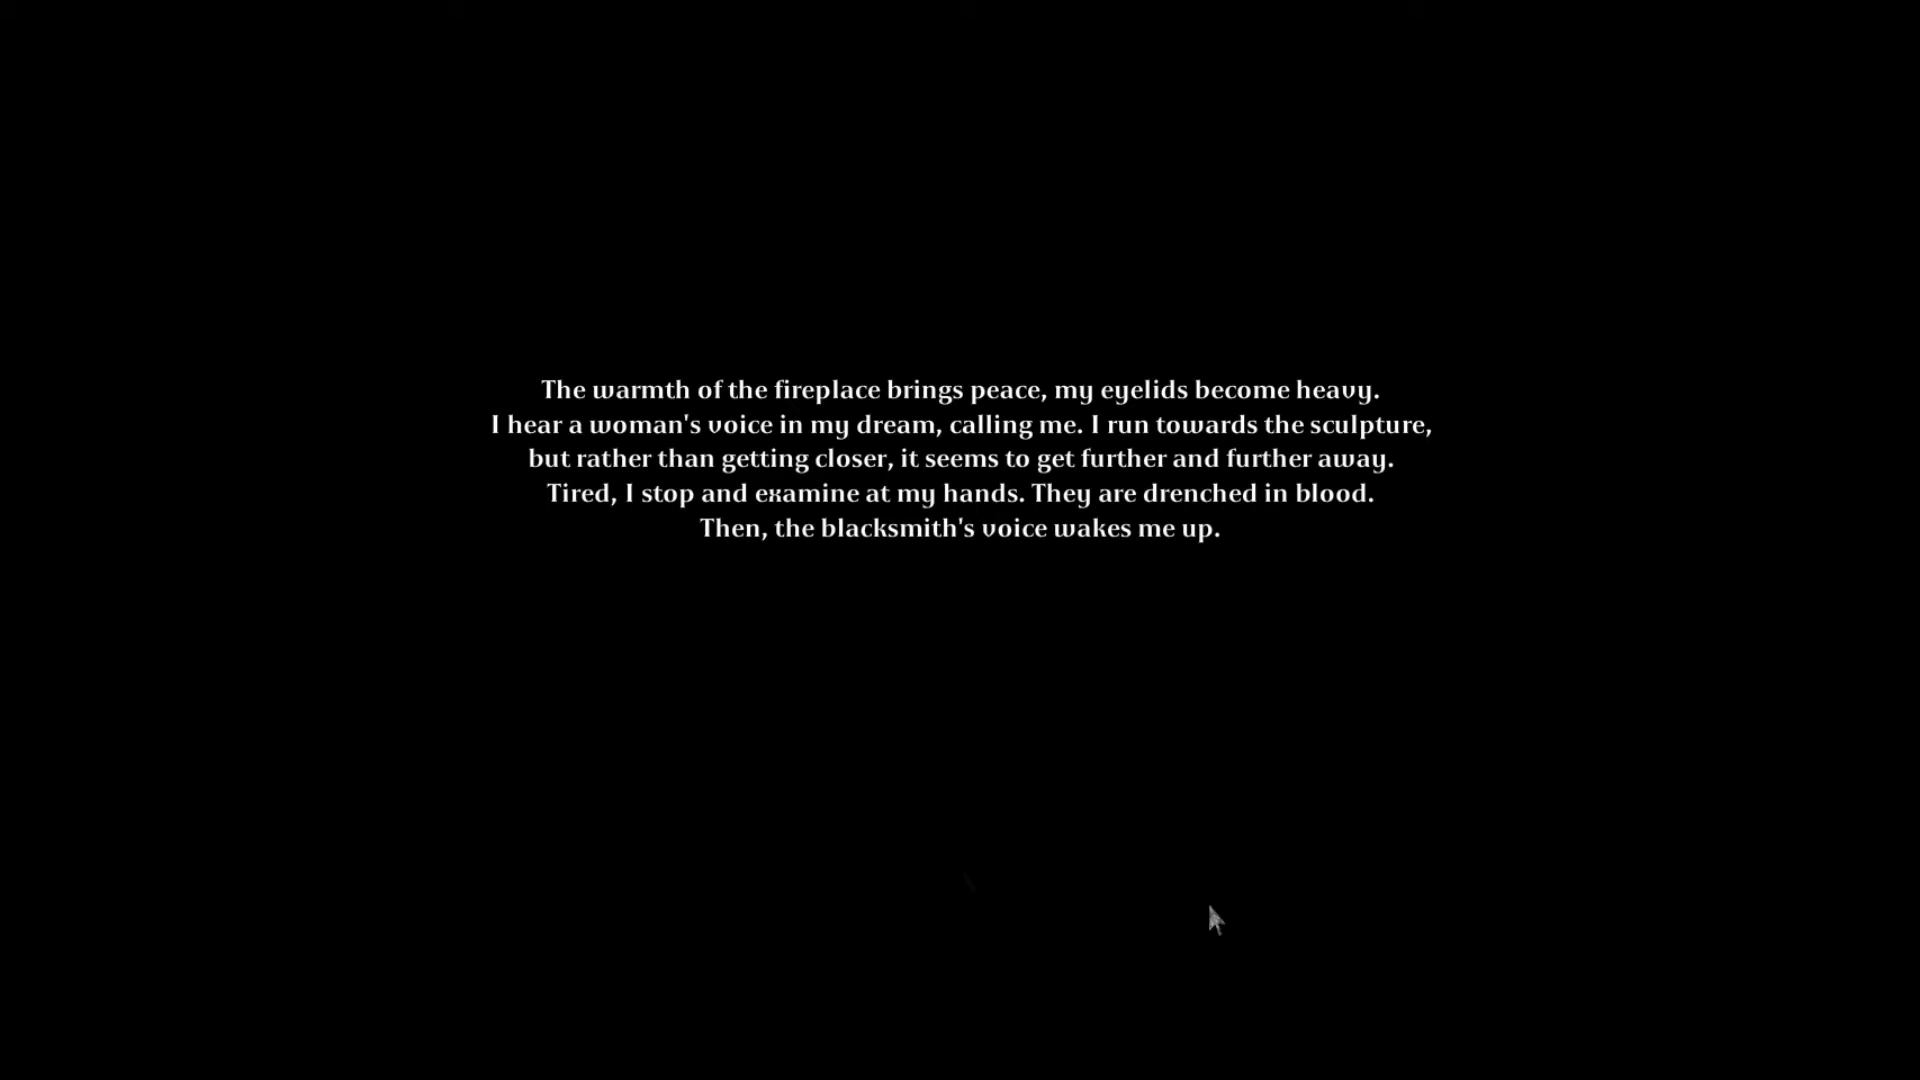 The warmth of the fireplace brings peace, my eyelids become heavy.
I hear a woman's voice in my dream, calling me. I run towards the sculpture,
but rather than getting closer, it seems to get further and further away.
Tired, I stop and examine at my hands. They are drenched in blood.
Then, the blacksmith's voice wakes me up.